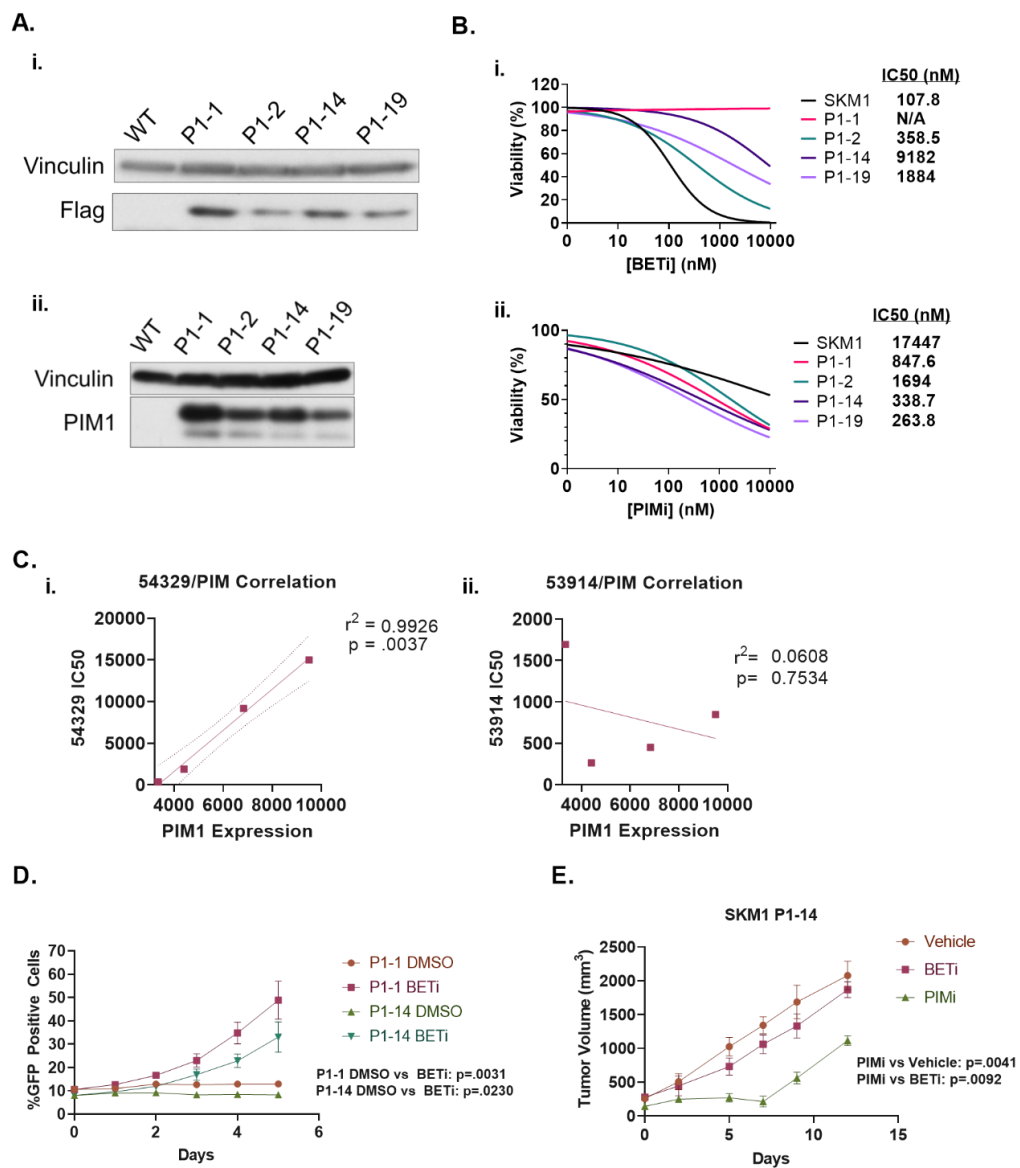 A.
i.
WT P1-1 P1-2 P1-14 P1-19
Vinculin
Flag
ii.
WT P1-1 P1-2 P1-14 P1-19
Vinculin
PIM1
B.
i.
120
100
80
60
40
20
0
Viability (%)
0 10 100 1000 10000
[BETi] (nM)
IC50 (nM)
SKM1 107.8
P1-1 N/A
P1-2 358.5
P1-14 9182
P1-19 1884
ii.
100
50
0
Viability (%)
0 10 100 1000 10000
[PIMi] (nM)
IC50 (nM)
SKM1 17447
P1-1 847.6
P1-2 1694
P1-14 338.7
P1-19 263.8
C.
i.
54329/PIM Correlation
20000
15000
10000
5000
0
54329 IC50
4000 6000 8000 10000
PIM1 Expression
r2 = 0.9926
p = .0037
ii.
53914/PIM Correlation
2000
1500
1000
500
0
53914 IC50
4000 6000 8000 10000
PIM1 Expression
r2= 0.0608
p= 0.7534
D.
70
60
50
40
30
20
10
0
%GFP Positive Cells
0 2 4 6
Days
P1-1 DMSO
P1-1 BETi
P1-14 DMSO
P1-14 BETi
P1-1 DMSO vs BETi: p=.0031
P1-14 DMSO vs BETi: p=.0230
E.
SKM1 P1-14
2500
2000
1500
1000
500
0
Tumor Volume (mm3)
0 5 10 15
Days
Vehicle
BETi
PIMi
PIMi vs Vehicle: p=.0041
PIMi vs BETi: p=.0092